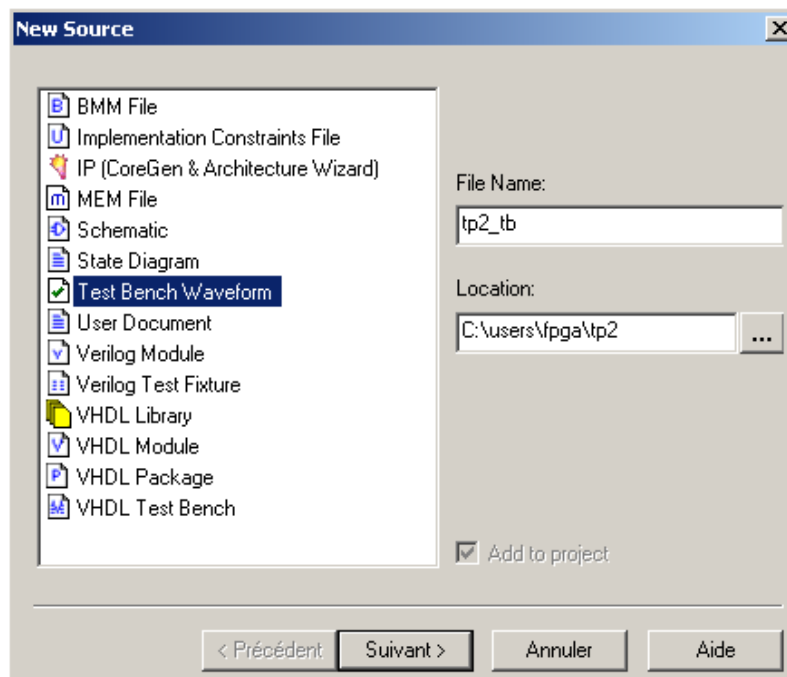 New Source
BMM File
Implementation Constraints File
IP (CoreGen & Architecture Wizard)
MEM File
Schematic
State Diagram
Test Bench Waveform
User Document
Verilog Module
Verilog Test Fixture
VHDL Library
VHDL Module
VHDL Package
VHDL Test Bench
File Name:
tp2_tb
Location:
C:\users\fpga\tp2
...
Add to project
< Précédent
Suivant >
Annuler
Aide